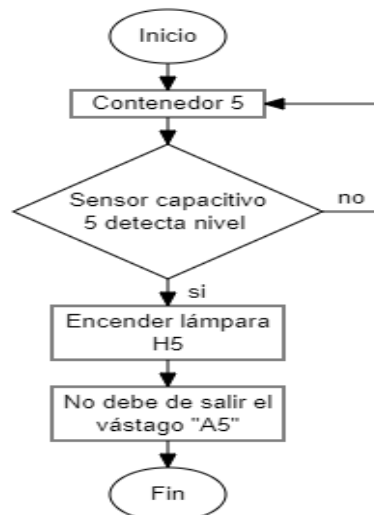 Inicio
Contenedor 5
Sensor capacitivo
5 detecta nivel
no
si
Encender lámpara
H5
No debe de salir el
vástago "A5"
Fin